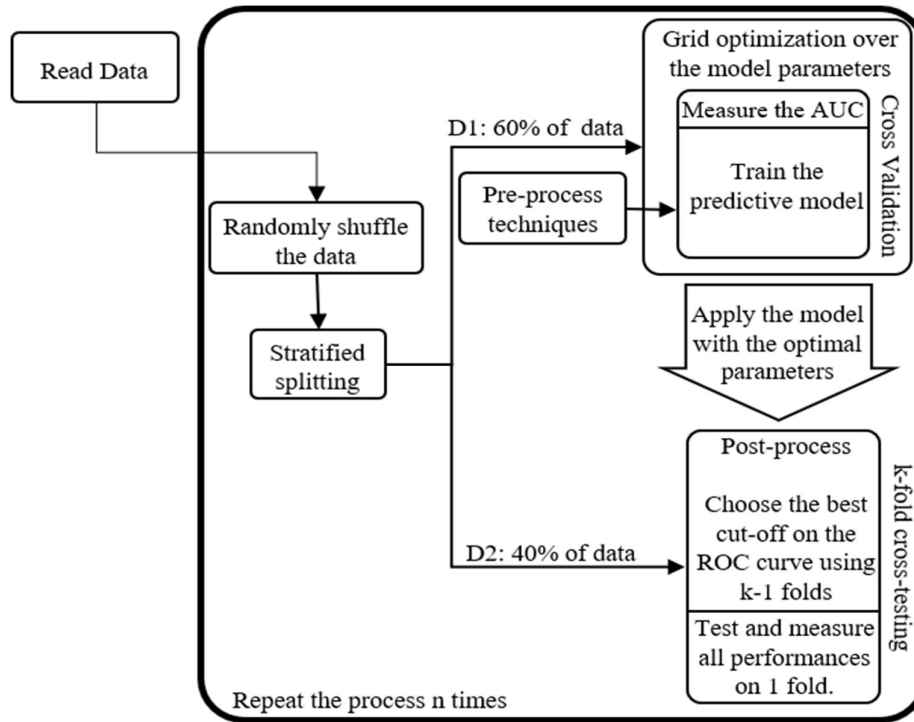 Read Data
Randomly shuffle
the data
Stratified
splitting
D1: 60% of data
Pre-process
techniques
Grid optimization over
the model parameters
Measure the AUC
Train the
predictive model
Cross Validation
Apply the model
with the optimal
parameters
D2: 40% of data
Post-process
Choose the best
cut-off on the
ROC curve using
k-1 folds
Test and measure
all performances
on 1 fold.
k-fold cross-testing
Repeat the process n times